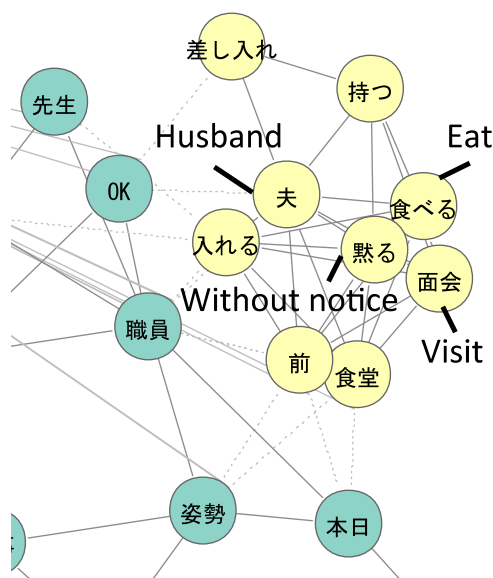 差し入れ
持つ
先生
Husband
Eat
OK
夫
食べる
入れる
黙る
面会
Without notice
職員
Visit
前
食堂
姿勢
本日